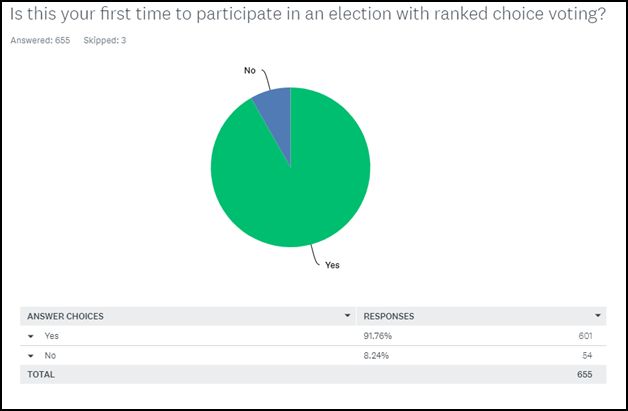 Is this your first time to participate in an election with ranked choice voting?
Answered: 655 Skipped: 3
No
Yes
ANSWER CHOICES RESPONSES
Yes 91.76% 601
No 8.24% 54
TOTAL 655